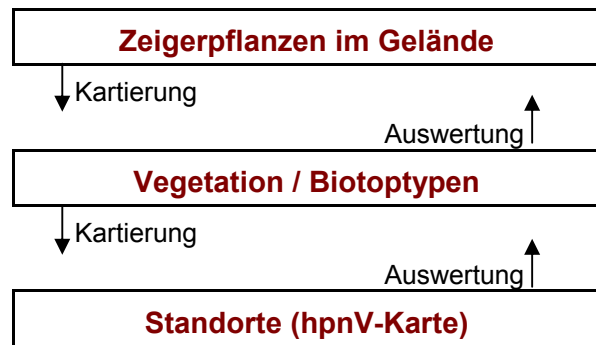 Zeigerpflanzen im Gelände
Kartierung
Auswertung
Vegetation / Biotoptypen
Kartierung
Auswertung
Standorte (hpnV-Karte)